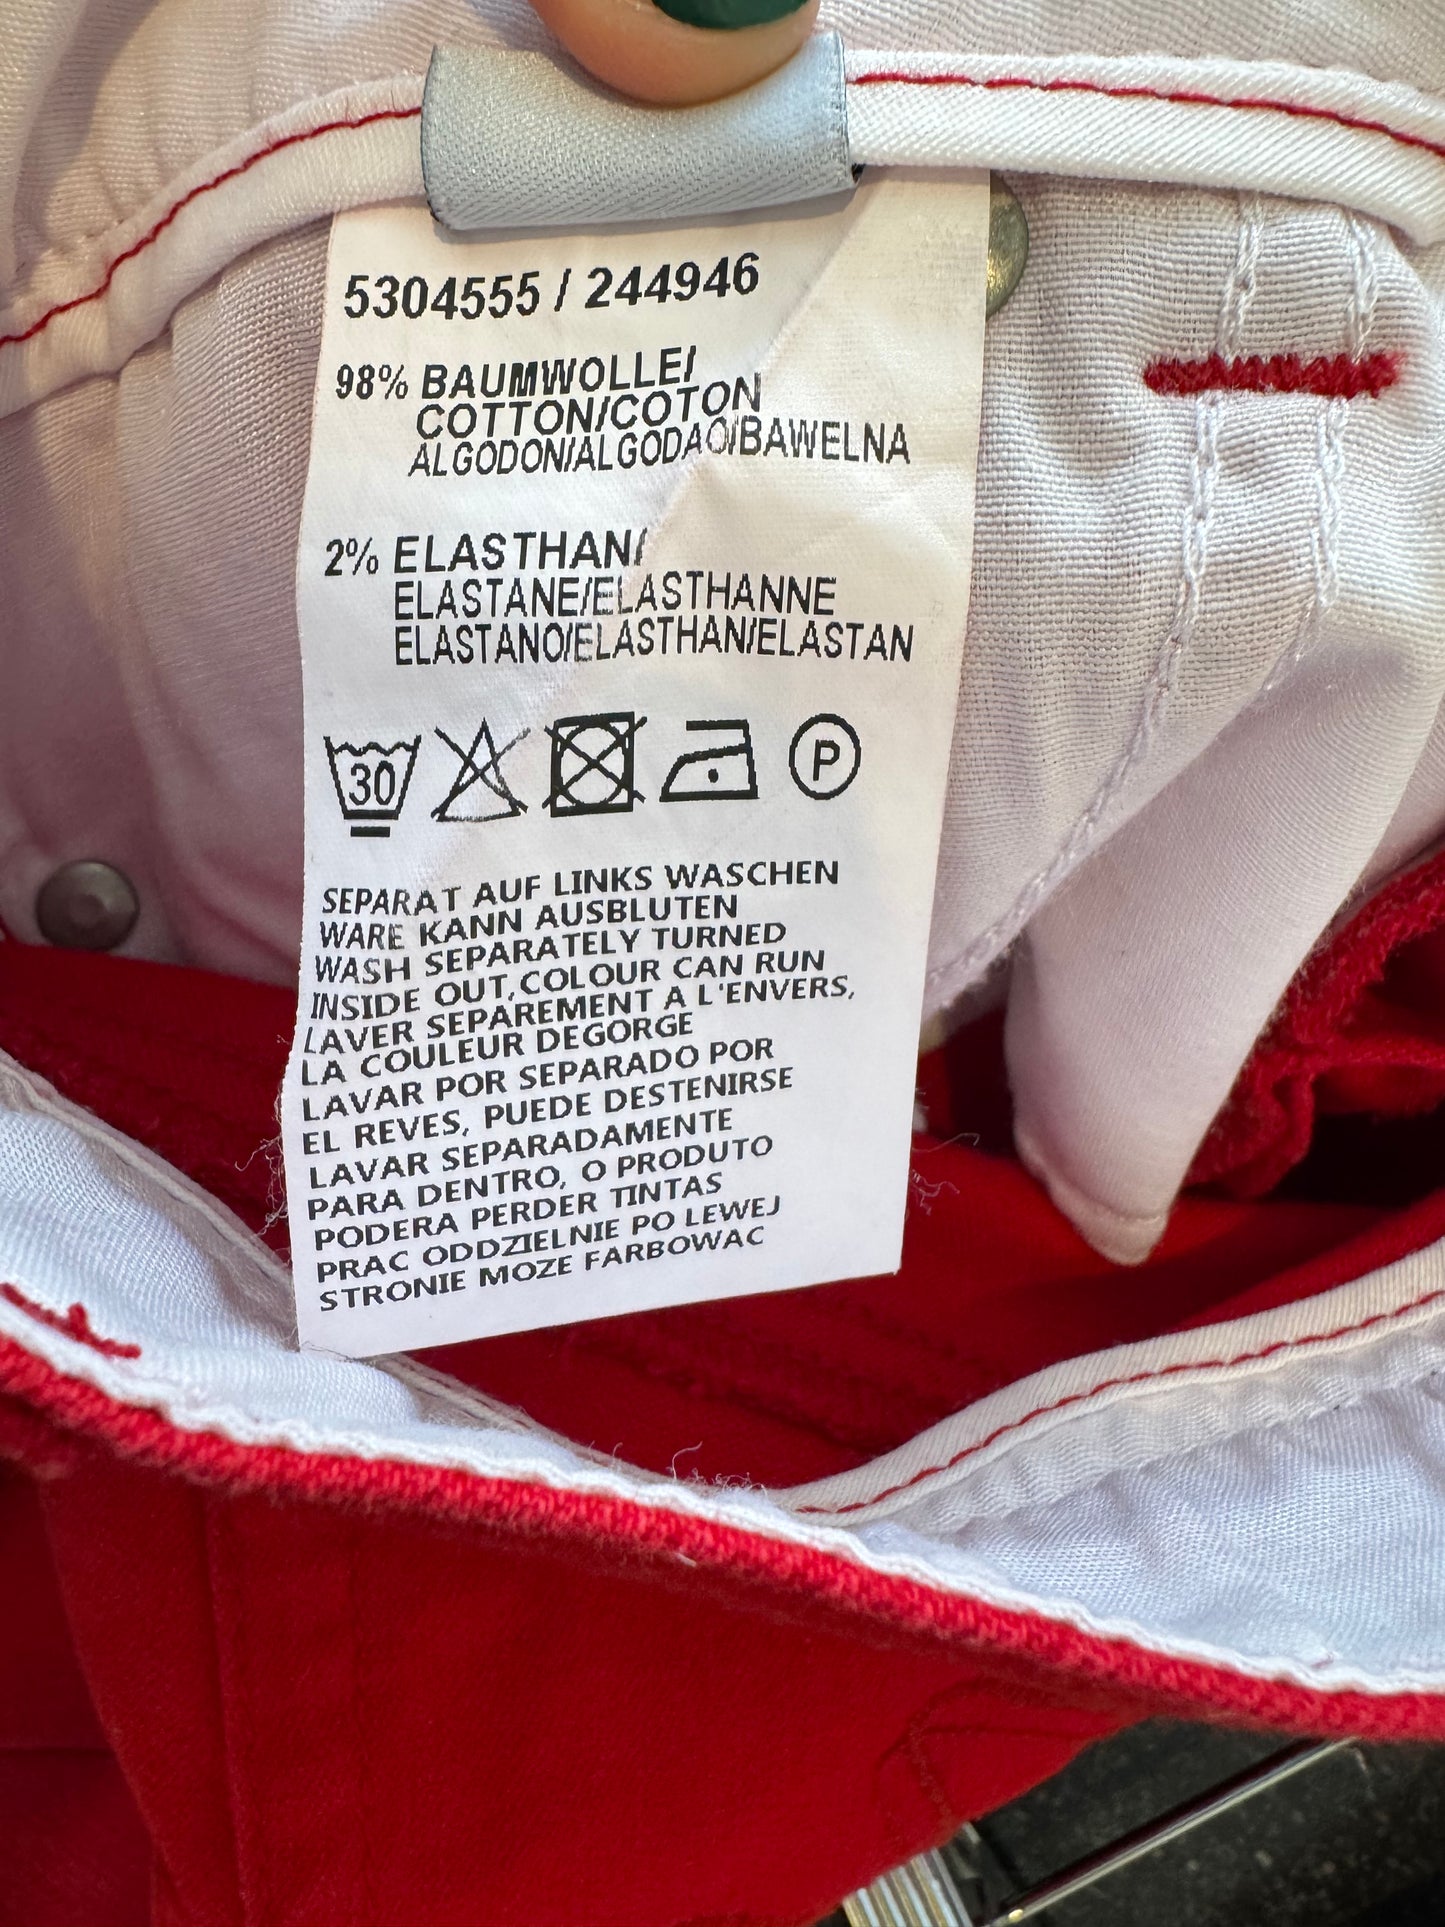 5304555 / 244946
98% BAUMWOLLE/
COTTON/COTON
ALGODON/ALGODAO/BAWELNA
2% ELASTHAN/
ELASTANE/ELASTHANNE
ELASTANO/ELASTHAN/ELASTAN
30
P
SEPARAT AUF LINKS WASCHEN
WARE KANN AUSBLUTEN
WASH SEPARATELY TURNED
INSIDE OUT,COLOUR CAN RUN
LAVER SEPAREMENT A L'ENVERS,
LA COULEUR DEGORGE
LAVAR POR SEPARADO POR
EL REVES, PUEDE DESTENIRSE
LAVAR SEPARADAMENTE
PARA DENTRO, O PRODUTO
PODERA PERDER TINTAS
PRAC ODDZIELNIE PO LEWEJ
STRONIE MOZE FARBOWAC